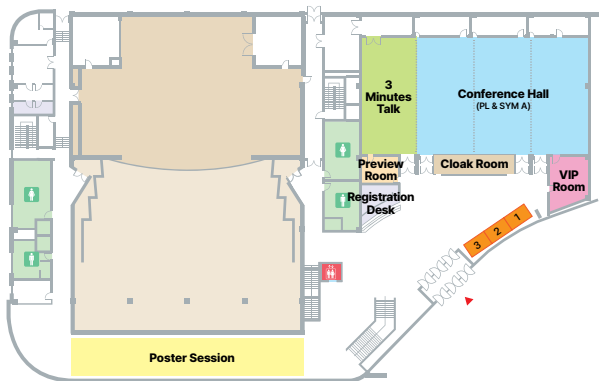 3
Minutes
Talk
Conference Hall
(PL & SYM A)
Preview
Room
Cloak Room
VIP
Room
Registration
Desk
3 2 1
Poster Session